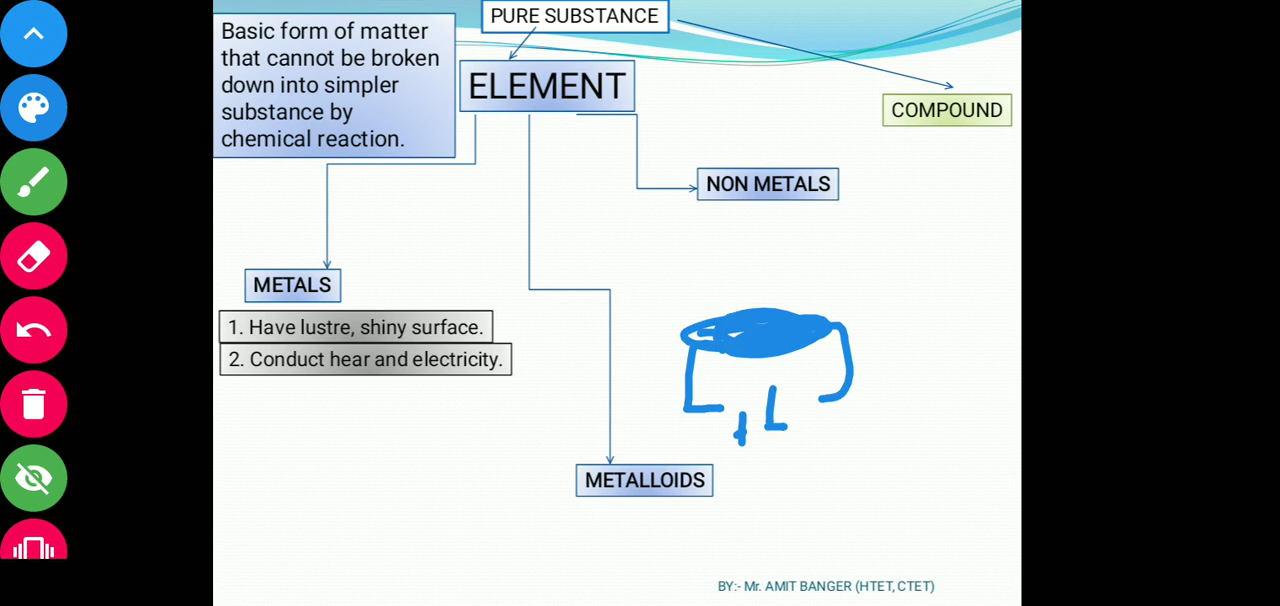 PURE SUBSTANCE
Basic form of matter
that cannot be broken
down into simpler
substance by
chemical reaction.
ELEMENT
COMPOUND
NON METALS
METALS
1. Have lustre, shiny surface.
2. Conduct hear and electricity.
METALLOIDS
BY:- Mr. AMIT BANGER (HTET, CTET)